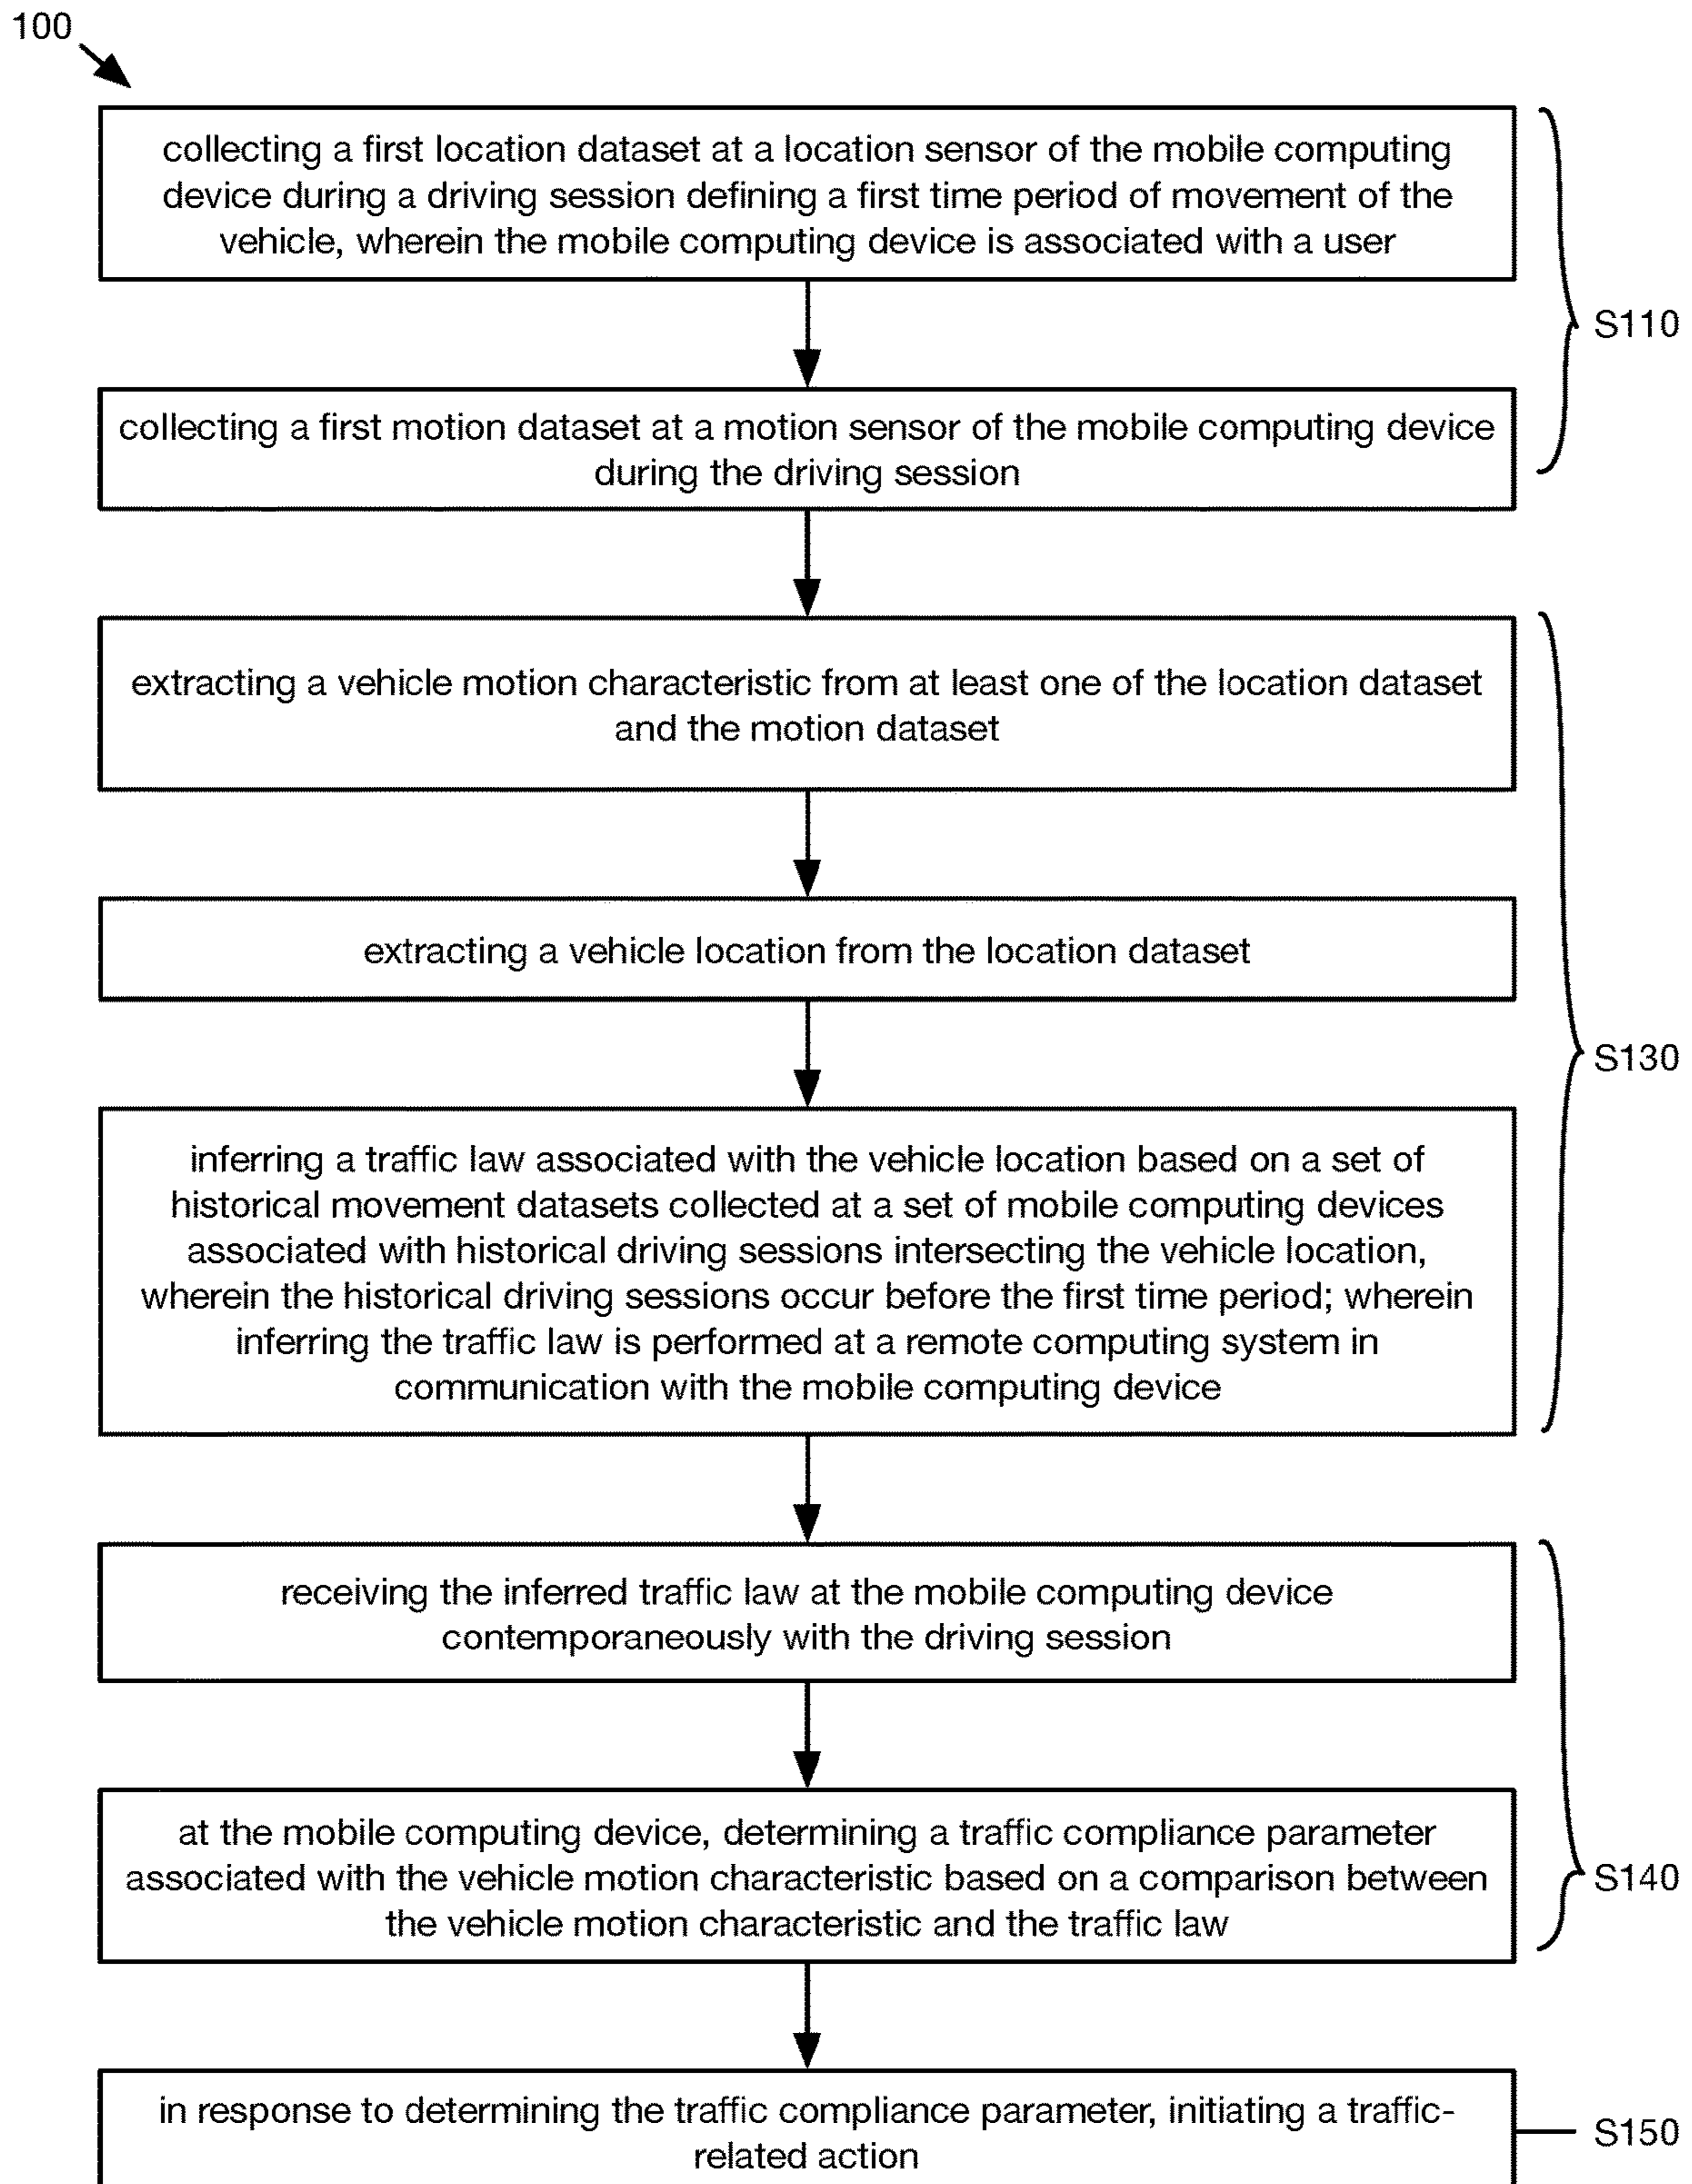 100
collecting a first location dataset at a location sensor of the mobile computing
device during a driving session defining a first time period of movement of the
vehicle, wherein the mobile computing device is associated with a user
S110
collecting a first motion dataset at a motion sensor of the mobile computing device
during the driving session
extracting a vehicle motion characteristic from at least one of the location dataset
and the motion dataset
extracting a vehicle location from the location dataset
S130
inferring a traffic law associated with the vehicle location based on a set of
historical movement datasets collected at a set of mobile computing devices
associated with historical driving sessions intersecting the vehicle location,
wherein the historical driving sessions occur before the first time period; wherein
inferring the traffic law is performed at a remote computing system in
communication with the mobile computing device
receiving the inferred traffic law at the mobile computing device
contemporaneously with the driving session
at the mobile computing device, determining a traffic compliance parameter
associated with the vehicle motion characteristic based on a comparison between
the vehicle motion characteristic and the traffic law
S140
in response to determining the traffic compliance parameter, initiating a traffic-
related action
S150